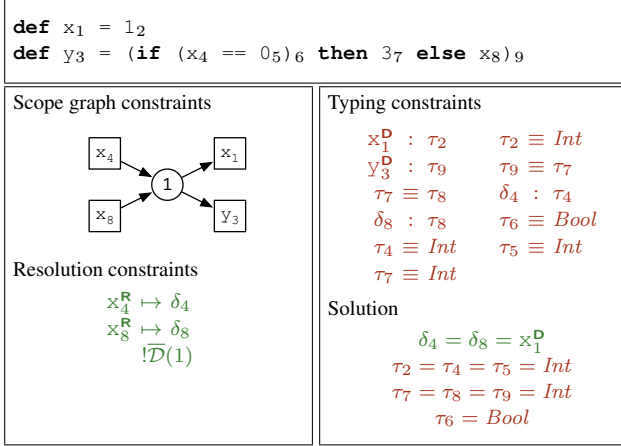 def x₁ = 1₂
def y₃ = (if (x₄ == 0₅)₆ then 3₇ else x₈)₉
Scope graph constraints
x₄ x₁
1
x₈ y₃
Resolution constraints
x₄ᴿ ↦ δ₄
x₈ᴿ ↦ δ₈
!D̅(1)
Typing constraints
x₁ᴰ : τ₂ τ₂ ≡ Int
y₃ᴰ : τ₉ τ₉ ≡ τ₇
τ₇ ≡ τ₈ δ₄ : τ₄
δ₈ : τ₈ τ₆ ≡ Bool
τ₄ ≡ Int τ₅ ≡ Int
τ₇ ≡ Int
Solution
δ₄ = δ₈ = x₁ᴰ
τ₂ = τ₄ = τ₅ = Int
τ₇ = τ₈ = τ₉ = Int
τ₆ = Bool